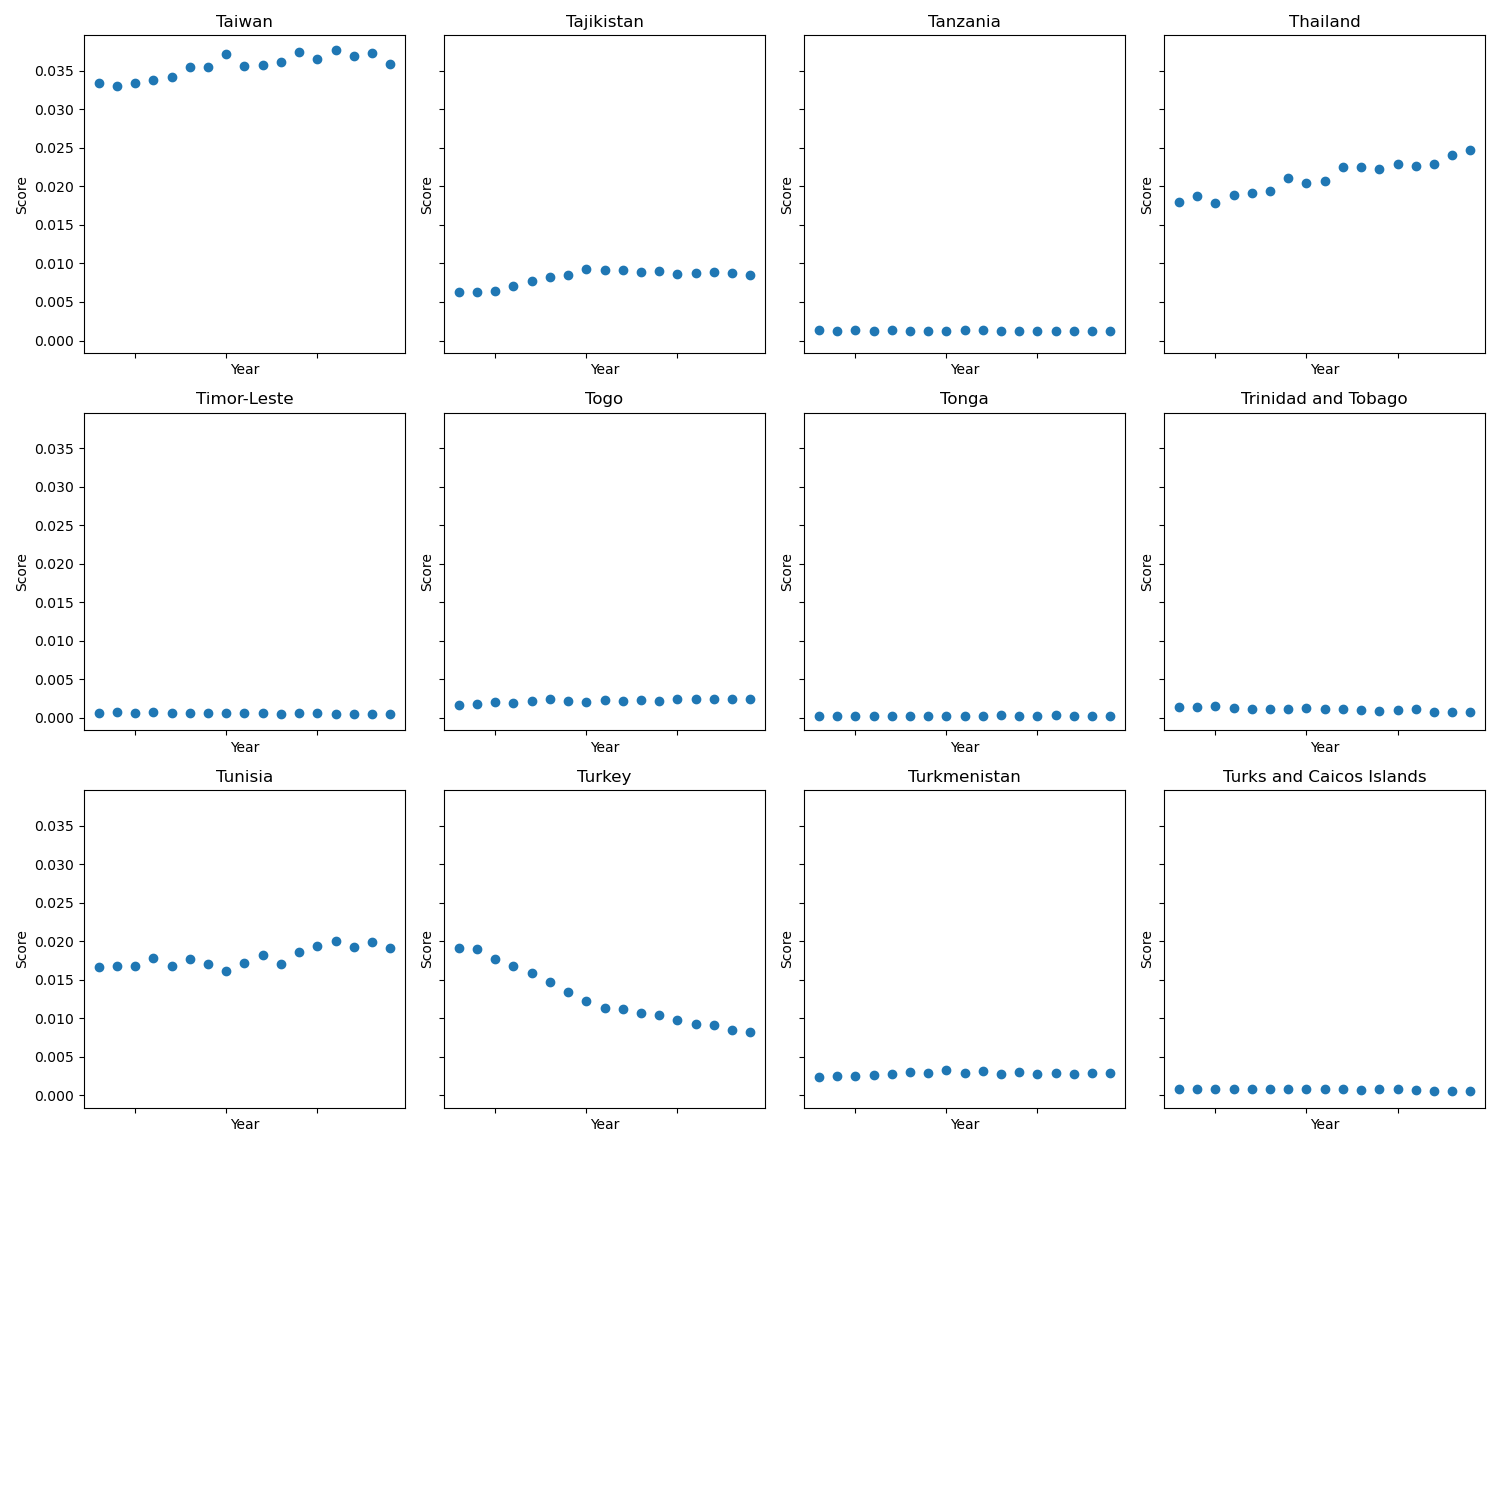 Taiwan
Tajikistan
Tanzania
Thailand
0.035
0.030
0.025
0.020
0.015
0.010
0.005
0.000
Score
Score
Score
Score
Year
Year
Year
Year
Timor-Leste
Togo
Tonga
Trinidad and Tobago
0.035
0.030
0.025
0.020
0.015
0.010
0.005
0.000
Score
Score
Score
Score
Year
Year
Year
Year
Tunisia
Turkey
Turkmenistan
Turks and Caicos Islands
0.035
0.030
0.025
0.020
0.015
0.010
0.005
0.000
Score
Score
Score
Score
Year
Year
Year
Year